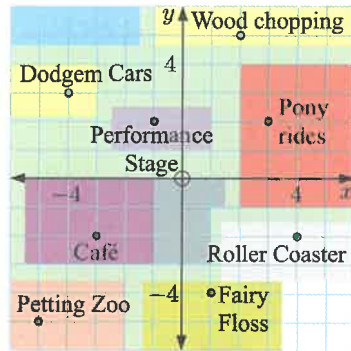 y
Wood chopping
4
Dodgem Cars
Performance
Stage
Pony
rides
-4
4
x
Café
Roller Coaster
-4
Petting Zoo
Fairy
Floss